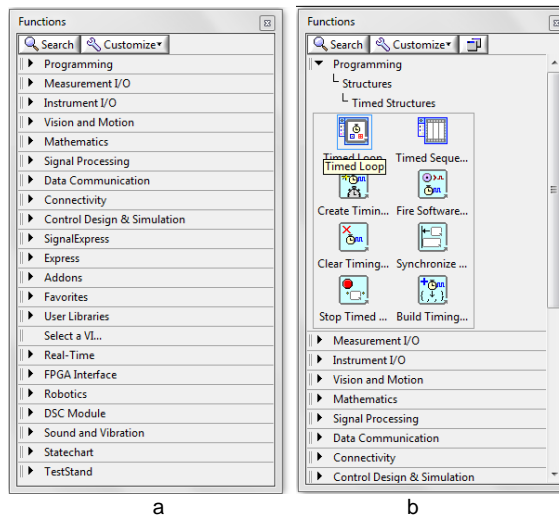 Functions
Search Customize
Programming
Measurement I/O
Instrument I/O
Vision and Motion
Mathematics
Signal Processing
Data Communication
Connectivity
Control Design & Simulation
SignalExpress
Express
Addons
Favorites
User Libraries
Select a VI...
Real-Time
FPGA Interface
Robotics
DSC Module
Sound and Vibration
Statechart
TestStand
a
Functions
Search Customize
Programming
Structures
Timed Structures
Timed Loop Timed Seque...
Timed Loop
Create Timin... Fire Software...
Clear Timing... Synchronize ...
Stop Timed ... Build Timing...
Measurement I/O
Instrument I/O
Vision and Motion
Mathematics
Signal Processing
Data Communication
Connectivity
Control Design & Simulation
b